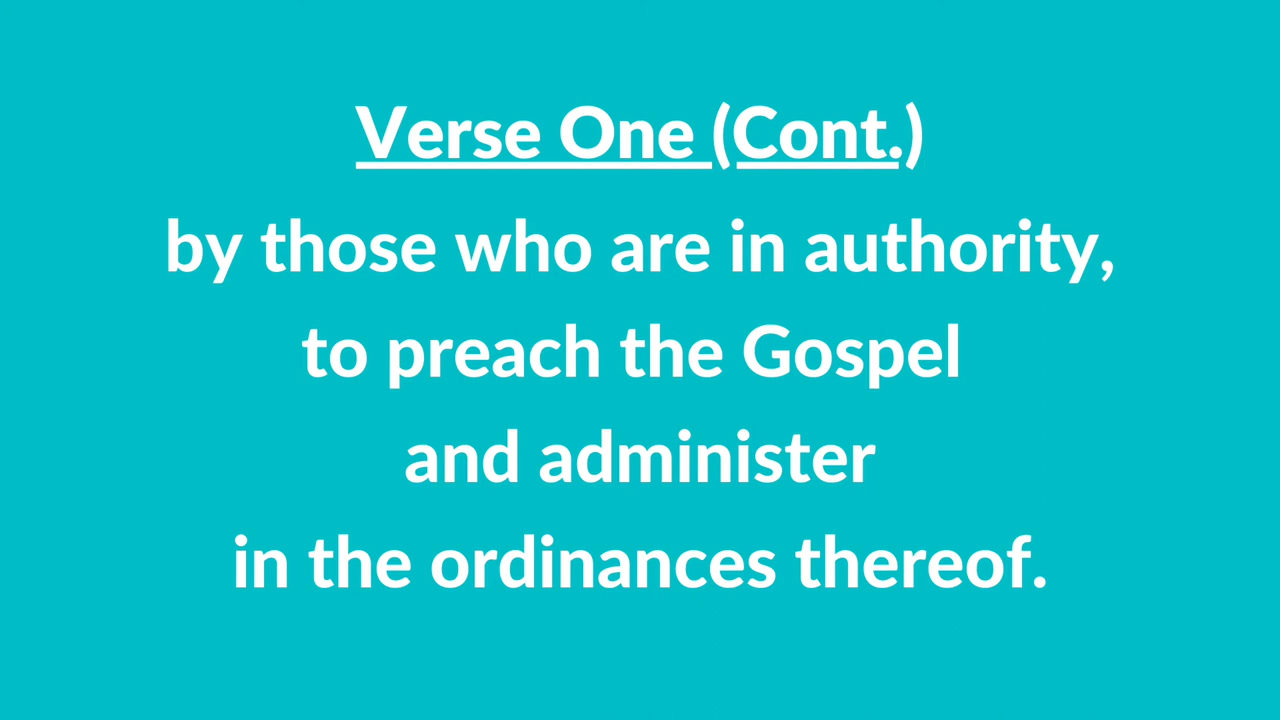 Verse One (Cont.)
by those who are in authority,
to preach the Gospel
and administer
in the ordinances thereof.